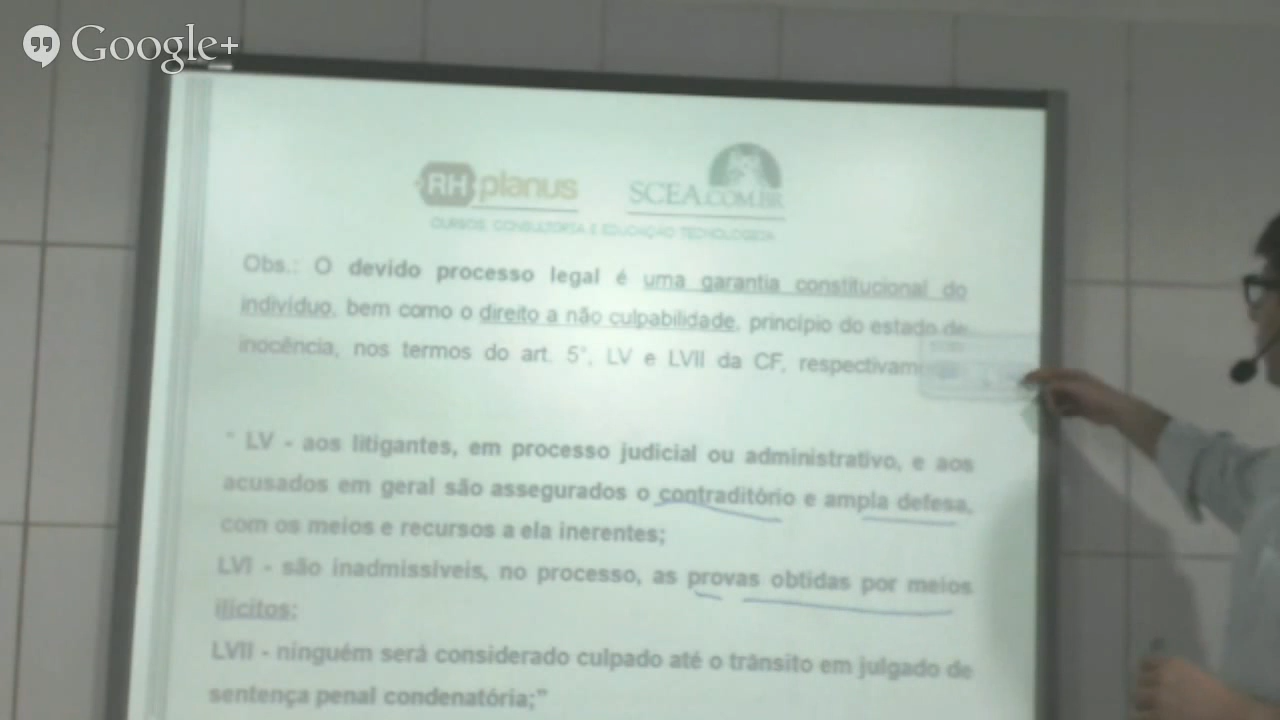 Google+
RHplanus
SCEA.COM.BR
CURSOS, CONSULTORIA E EDUCAÇÃO TECNOLÓGICA
Obs.: O devido processo legal é uma garantia constitucional do
indivíduo, bem como o direito a não culpabilidade, princípio do estado de
inocência, nos termos do art. 5°, LV e LVII da CF,
" LV - aos litigantes, em processo judicial ou administrativo, e aos
acusados em geral são assegurados o contraditório e ampla defesa,
com os meios e recursos a ela inerentes;
LVI - são inadmissíveis, no processo, as provas obtidas por meios
ilícitos;
LVII - ninguém será considerado culpado até o trânsito em julgado de
sentença penal condenatória;"